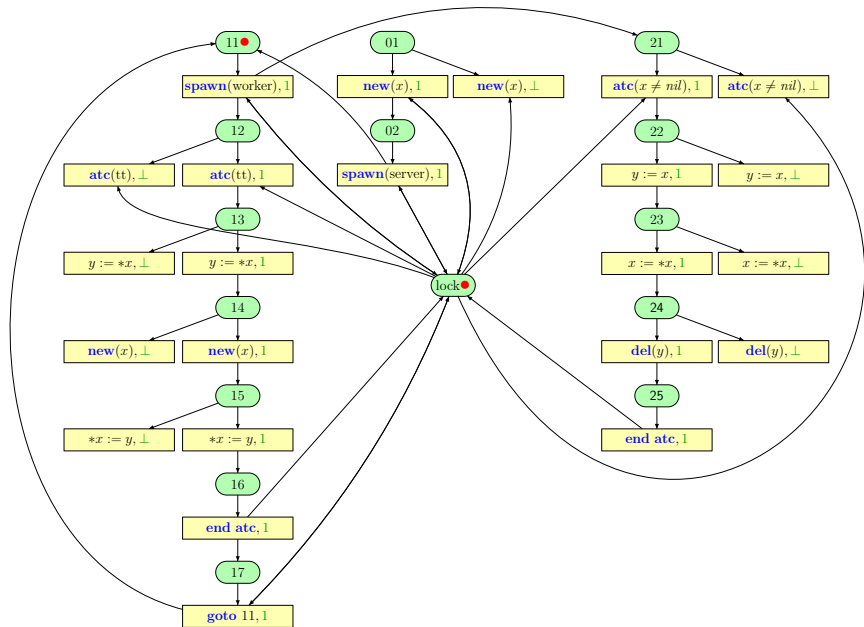 11
01
21
spawn(worker), 1
new(x), 1
new(x), ⊥
atc(x ≠ nil), 1
atc(x ≠ nil), ⊥
12
02
22
atc(tt), ⊥
atc(tt), 1
spawn(server), 1
y := x, 1
y := x, ⊥
13
23
y := *x, ⊥
y := *x, 1
x := *x, 1
x := *x, ⊥
lock
14
24
new(x), ⊥
new(x), 1
del(y), 1
del(y), ⊥
15
25
*x := y, ⊥
*x := y, 1
end atc, 1
16
end atc, 1
17
goto 11, 1